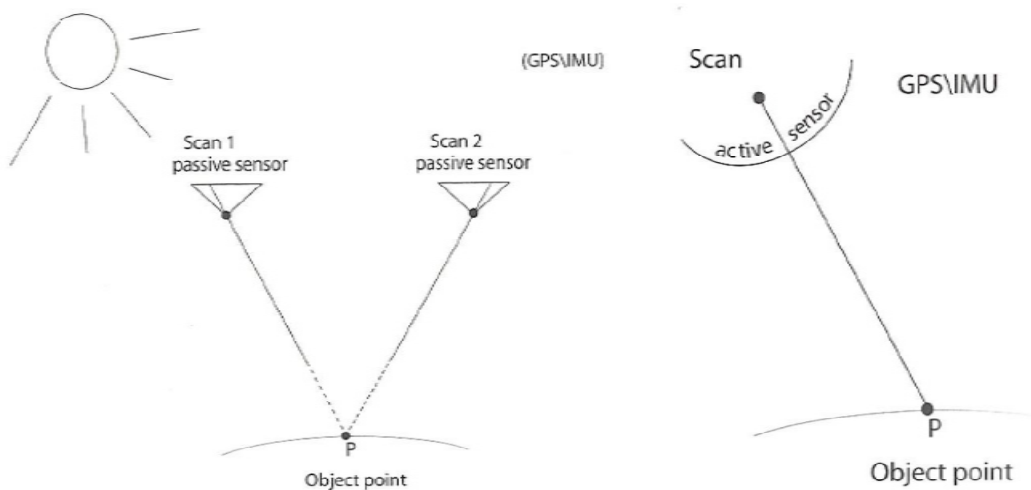 (GPS\IMU)
Scan 1
passive sensor
Scan 2
passive sensor
P
Object point
Scan
GPS\IMU
active sensor
P
Object point